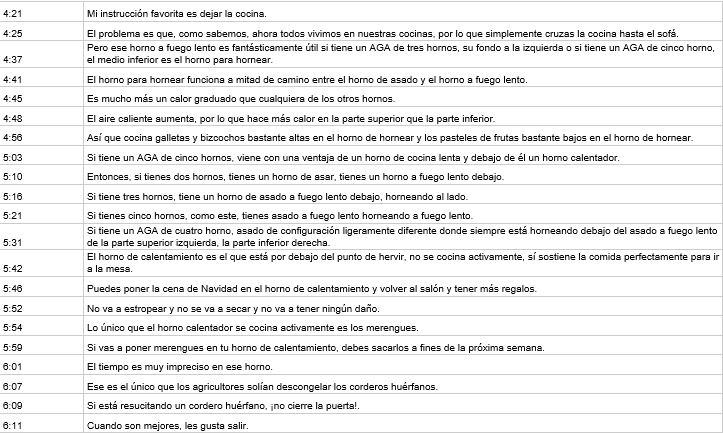 4:21 Mi instrucción favorita es dejar la cocina.
4:25 El problema es que, como sabemos, ahora todos vivimos en nuestras cocinas, por lo que simplemente cruzas la cocina hasta el sofá.
Pero ese horno a fuego lento es fantásticamente útil si tiene un AGA de tres hornos, su fondo a la izquierda o si tiene un AGA de cinco horno,
4:37 el medio inferior es el horno para hornear.
4:41 El horno para hornear funciona a mitad de camino entre el horno de asado y el horno a fuego lento.
4:45 Es mucho más un calor graduado que cualquiera de los otros hornos.
4:48 El aire caliente aumenta, por lo que hace más calor en la parte superior que la parte inferior.
4:56 Así que cocina galletas y bizcochos bastante altas en el horno de hornear y los pasteles de frutas bastante bajos en el horno de hornear.
5:03 Si tiene un AGA de cinco hornos, viene con una ventaja de un horno de cocina lenta y debajo de él un horno calentador.
5:10 Entonces, si tienes dos hornos, tienes un horno de asar, tienes un horno a fuego lento debajo.
5:16 Si tiene tres hornos, tiene un horno de asado a fuego lento debajo, horneando al lado.
5:21 Si tienes cinco hornos, como este, tienes asado a fuego lento horneando a fuego lento.
Si tiene un AGA de cuatro horno, asado de configuración ligeramente diferente donde siempre está horneando debajo del asado a fuego lento
5:31 de la parte superior izquierda, la parte inferior derecha.
El horno de calentamiento es el que está por debajo del punto de hervir, no se cocina activamente, sí sostiene la comida perfectamente para ir
5:42 a la mesa.
5:46 Puedes poner la cena de Navidad en el horno de calentamiento y volver al salón y tener más regalos.
5:52 No va a estropear y no se va a secar y no va a tener ningún daño.
5:54 Lo único que el horno calentador se cocina activamente es los merengues.
5:59 Si vas a poner merengues en tu horno de calentamiento, debes sacarlos a fines de la próxima semana.
6:01 El tiempo es muy impreciso en ese horno.
6:07 Ese es el único que los agricultores solían descongelar los corderos huérfanos.
6:09 Si está resucitando un cordero huérfano, ¡no cierre la puerta!.
6:11 Cuando son mejores, les gusta salir.